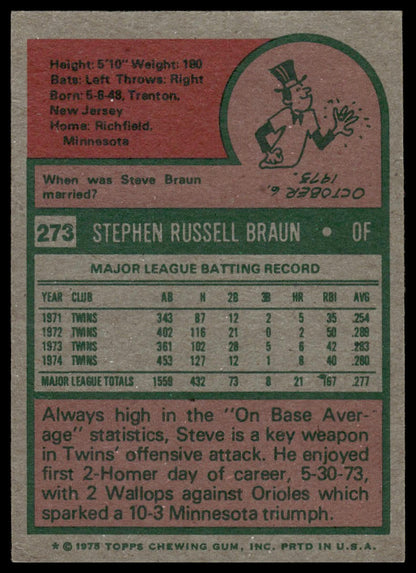 Height: 5'10" Weight: 180
Bats: Left Throws: Right
Born: 5-8-48, Trenton,
New Jersey
Home: Richfield,
Minnesota
When was Steve Braun
married?
OCTOBER 6,
1973.
273 STEPHEN RUSSELL BRAUN • OF
MAJOR LEAGUE BATTING RECORD
YEAR CLUB AB H 2B 3B HR RBI AVG
1971 TWINS 343 87 12 2 5 35 .254
1972 TWINS 402 116 21 0 2 50 .289
1973 TWINS 361 102 28 5 6 42 .283
1974 TWINS 453 127 12 1 8 40 .280
MAJOR LEAGUE TOTALS 1559 432 73 8 21 167 .277
Always high in the "On Base Aver-
age" statistics, Steve is a key weapon
in Twins' offensive attack. He enjoyed
first 2-Homer day of career, 5-30-73,
with 2 Wallops against Orioles which
sparked a 10-3 Minnesota triumph.
* © 1975 TOPPS CHEWING GUM, INC. PRTD IN U.S.A.